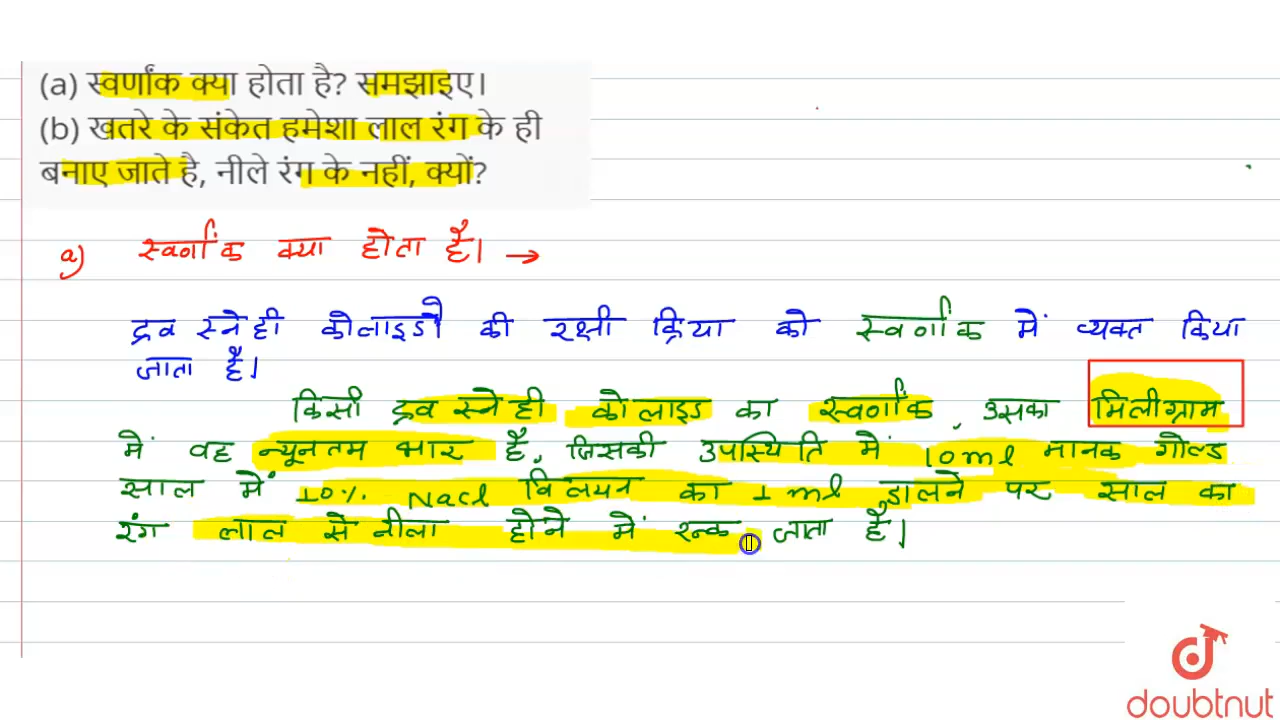 (a) स्वर्णांक क्या होता है? समझाइए।
(b) खतरे के संकेत हमेशा लाल रंग के ही
बनाए जाते है, नीले रंग के नहीं, क्यों?
a) स्वर्णांक क्या होता है। →
द्रव स्नेही कोलाइडों की रक्षी क्रिया को स्वर्णांक में व्यक्त किया
जाता है।
किसी द्रव स्नेही कोलाइड का स्वर्णांक, उसका मिलीग्राम
में वह न्यूनतम भार है, जिसकी उपस्थिति में 10ml मानक गोल्ड
साल में 10% Nacl विलयन का 1 ml डालने पर साल का
रंग लाल से नीला होने में रूक जाता है।
doubtnut